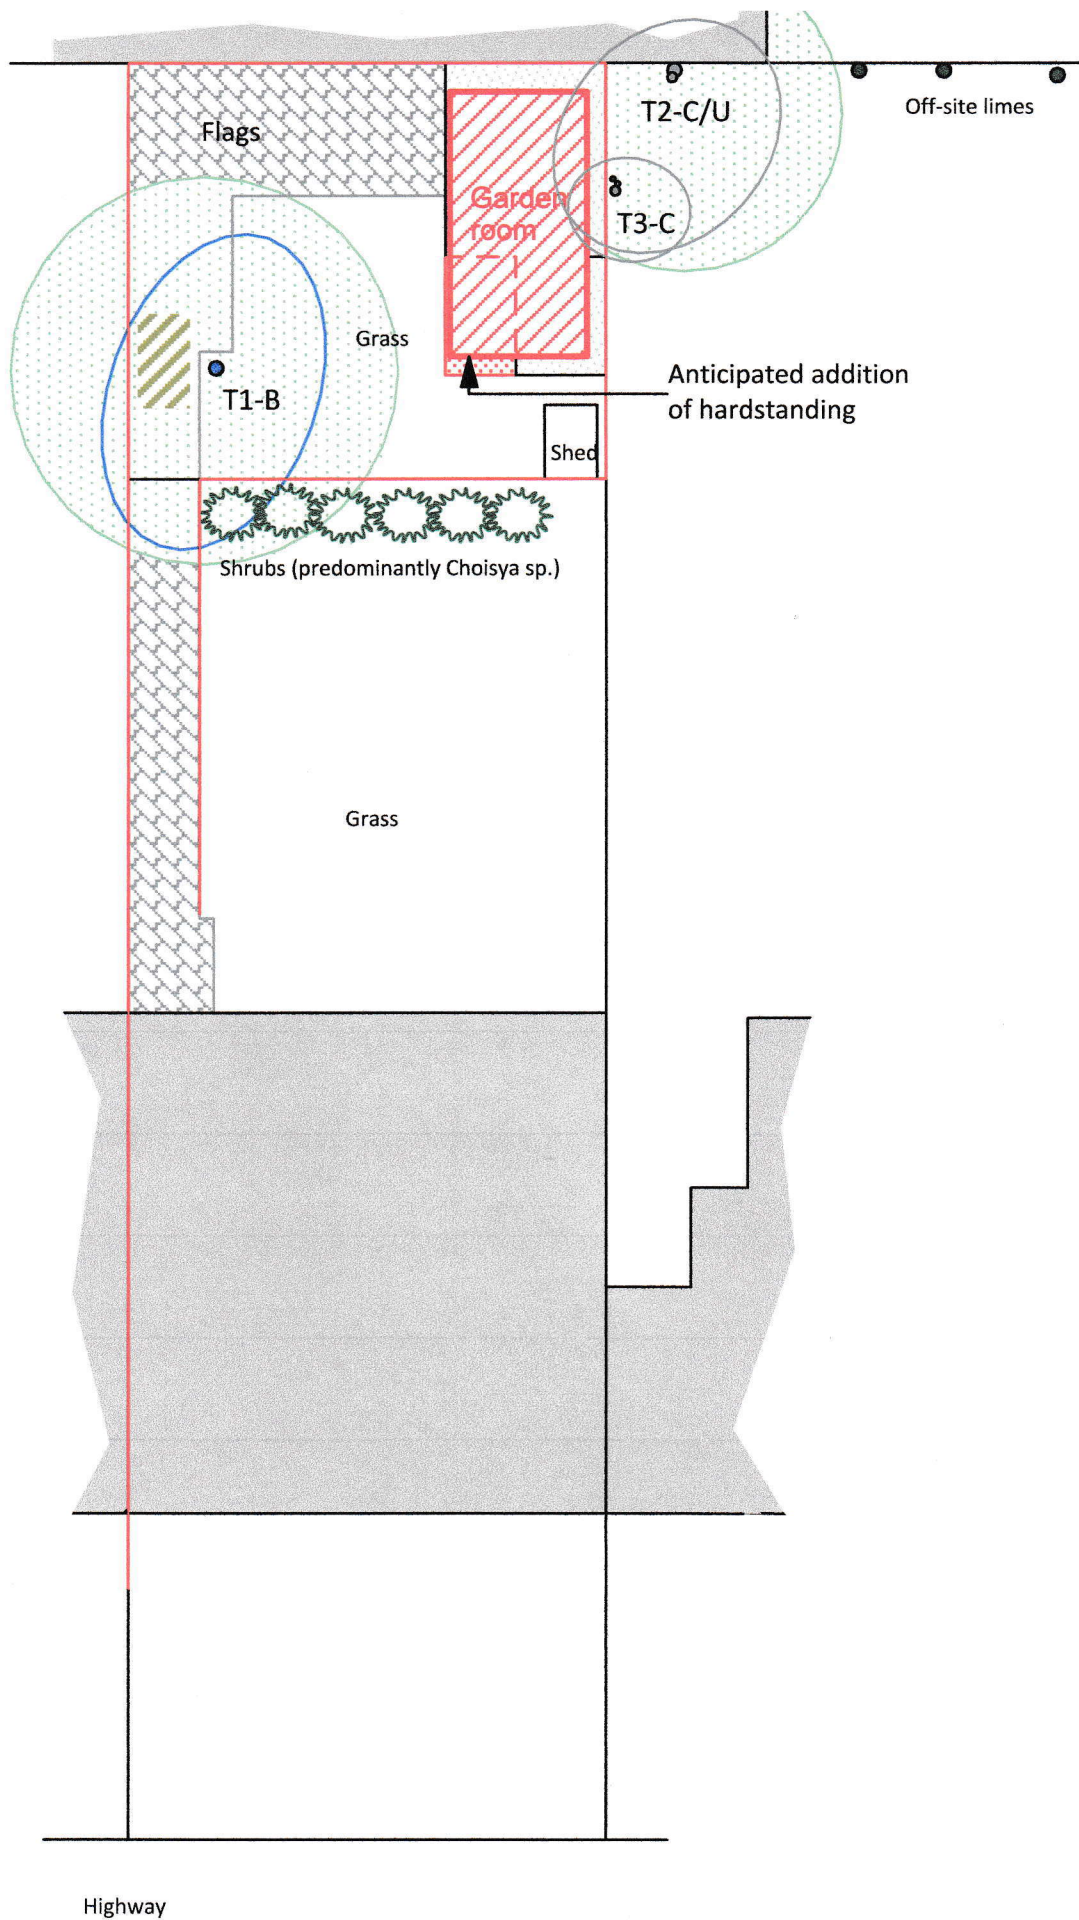 T2-C/U
Off-site limes
Flags
Garden
room
T3-C
Grass
T1-B
Anticipated addition
of hardstanding
Shed
Shrubs (predominantly Choisya sp.)
Grass
Highway